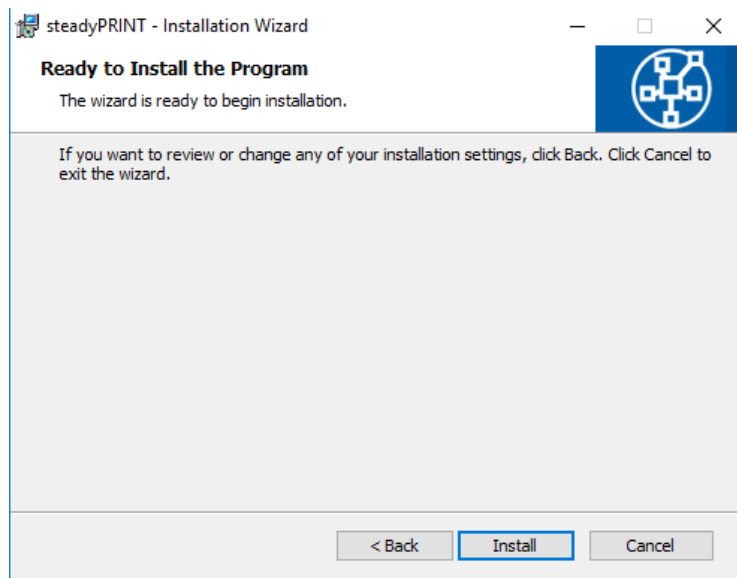 steadyPRINT - Installation Wizard
Ready to Install the Program
The wizard is ready to begin installation.
If you want to review or change any of your installation settings, click Back. Click Cancel to
exit the wizard.
< Back Install Cancel